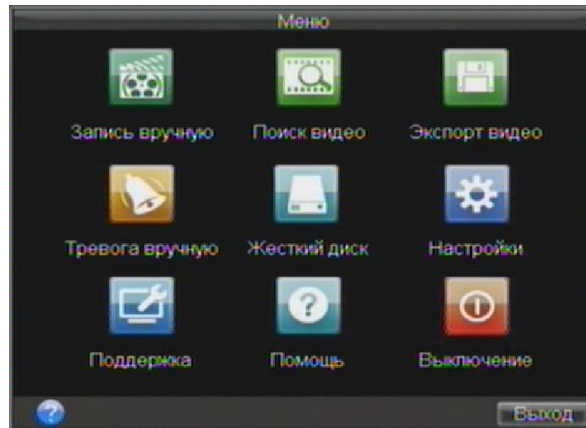 Меню
Запись вручную Поиск видео Экспорт видео
Тревога вручную Жесткий диск Настройки
Поддержка Помощь Выключение
Выход